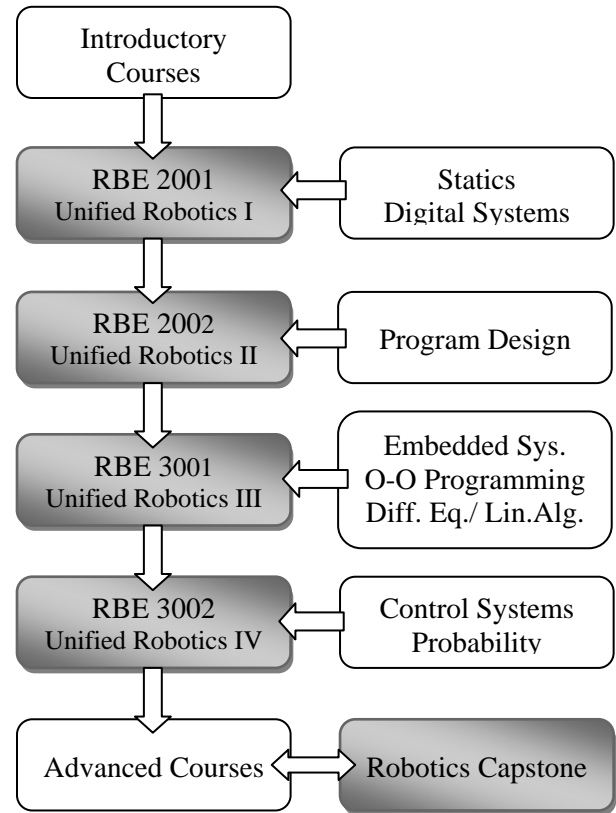 Introductory
Courses
RBE 2001
Unified Robotics I
Statics
Digital Systems
RBE 2002
Unified Robotics II
Program Design
RBE 3001
Unified Robotics III
Embedded Sys.
O-O Programming
Diff. Eq./ Lin.Alg.
RBE 3002
Unified Robotics IV
Control Systems
Probability
Advanced Courses
Robotics Capstone